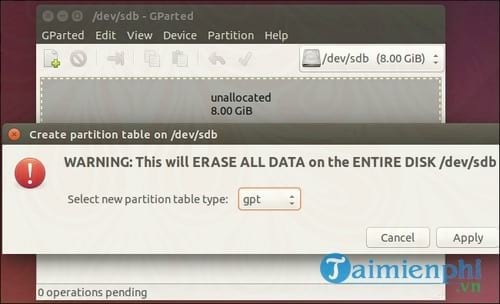 /dev/sdb - GParted
GParted Edit View Device Partition Help
/dev/sdb (8.00 GiB)
unallocated
8.00 GiB
Create partition table on /dev/sdb
WARNING: This will ERASE ALL DATA on the ENTIRE DISK /dev/sdb
Select new partition table type: gpt
Cancel Apply
0 operations pending
Taimienphi
.vn